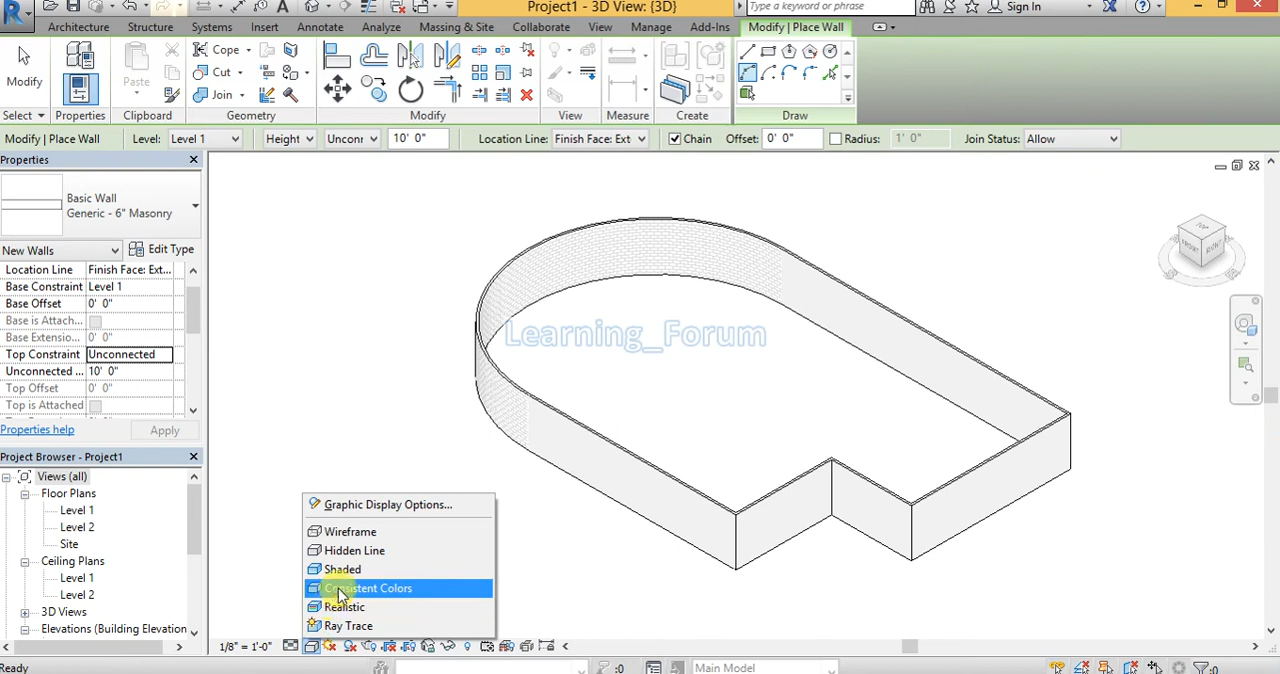 Project1 - 3D View: {3D}
Type a keyword or phrase
Sign In
Architecture Structure Systems Insert Annotate Analyze Massing & Site Collaborate View Manage Add-Ins Modify | Place Wall
Modify Paste Cope Cut Join
Select Properties Clipboard Geometry Modify View Measure Create Draw
Modify | Place Wall Level: Level 1 Height Unconr 10' 0" Location Line: Finish Face: Ext Chain Offset: 0' 0" Radius: 1' 0" Join Status: Allow
Properties
Basic Wall
Generic - 6" Masonry
New Walls Edit Type
Location Line Finish Face: Ext...
Base Constraint Level 1
Base Offset 0' 0"
Base is Attach...
Base Extensio... 0' 0"
Top Constraint Unconnected
Unconnected ... 10' 0"
Top Offset 0' 0"
Top is Attached
Properties help Apply
Project Browser - Project1
Views (all)
Floor Plans
Level 1
Level 2
Site
Ceiling Plans
Level 1
Level 2
3D Views
Elevations (Building Elevation
TOP
FRONT
RIGHT
Learning_Forum
Graphic Display Options...
Wireframe
Hidden Line
Shaded
Consistent Colors
Realistic
Ray Trace
1/8" = 1'-0"
Ready
:0
Main Model
:0